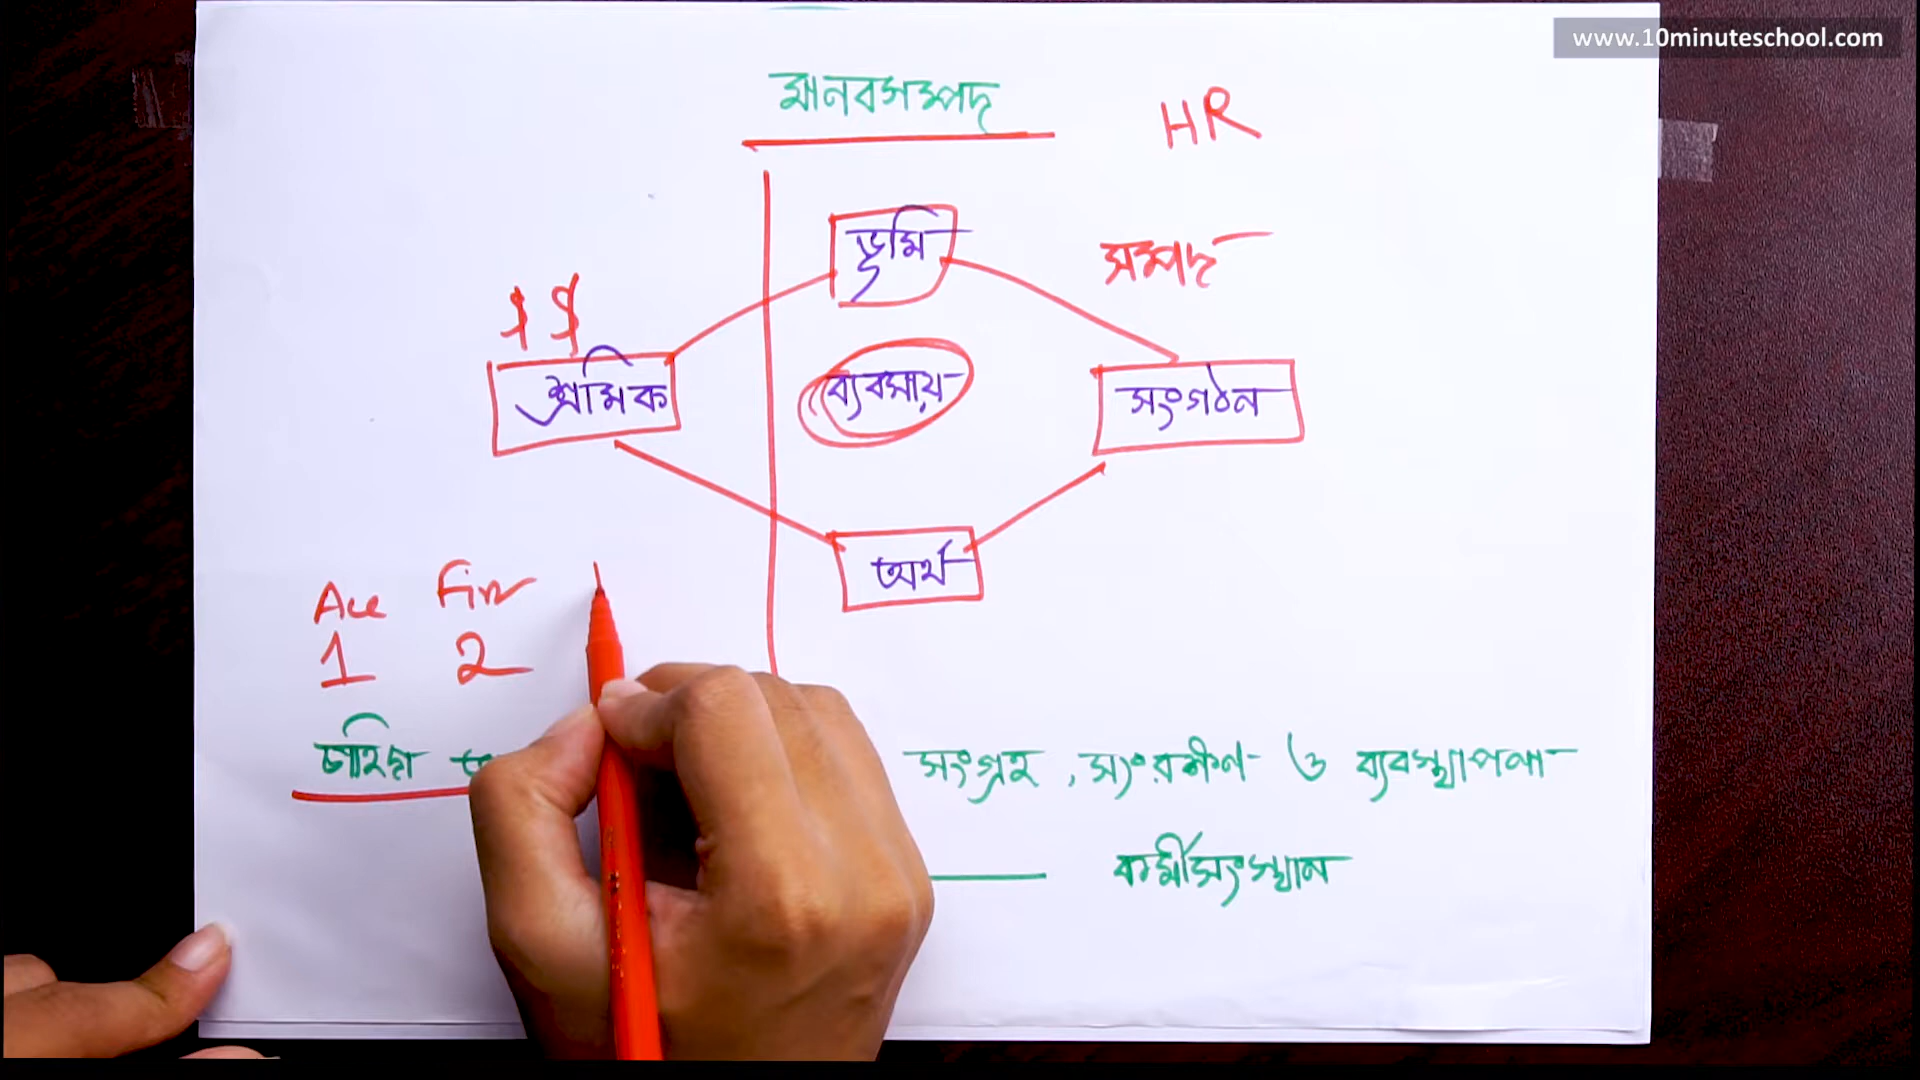 www.10minuteschool.com
মানবসম্পদ
HR
ভূমি
সম্পদ
শ্রমিক
ব্যবসায়
সংগঠন
অর্থ
Acc Fin
1 2
চাহিদা
সংগ্রহ, সংরক্ষণ ও ব্যবস্থাপনা
কর্মীসংস্থান